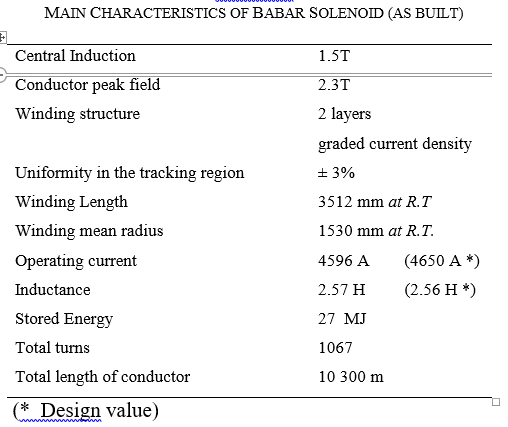 MAIN CHARACTERISTICS OF BABAR SOLENOID (AS BUILT)
Central Induction 1.5T
Conductor peak field 2.3T
Winding structure 2 layers
graded current density
Uniformity in the tracking region ± 3%
Winding Length 3512 mm at R.T
Winding mean radius 1530 mm at R.T.
Operating current 4596 A (4650 A *)
Inductance 2.57 H (2.56 H *)
Stored Energy 27 MJ
Total turns 1067
Total length of conductor 10 300 m
(* Design value)